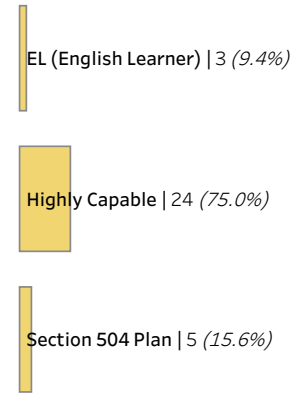 EL (English Learner) | 3 (9.4%)
Highly Capable | 24 (75.0%)
Section 504 Plan | 5 (15.6%)